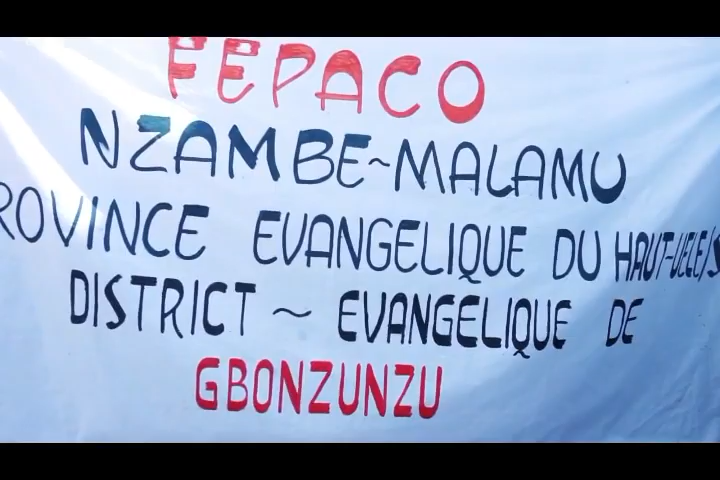 FEPACO
NZAMBE~MALAMU
ROVINCE EVANGELIQUE DU HAUT-UELE/S
DISTRICT ~ EVANGELIQUE DE
GBONZUNZU